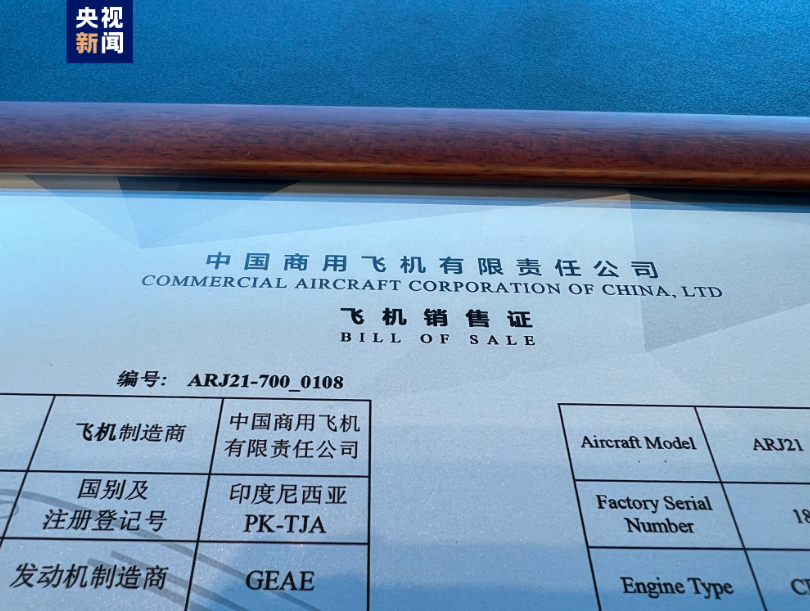 央视
新闻
中国商用飞机有限责任公司
COMMERCIAL AIRCRAFT CORPORATION OF CHINA, LTD
飞机销售证
BILL OF SALE
编号: ARJ21-700_0108
飞机制造商
中国商用飞机
有限责任公司
国别及
注册登记号
印度尼西亚
PK-TJA
发动机制造商
GEAE
Aircraft Model
ARJ21
Factory Serial
Number
18
Engine Type